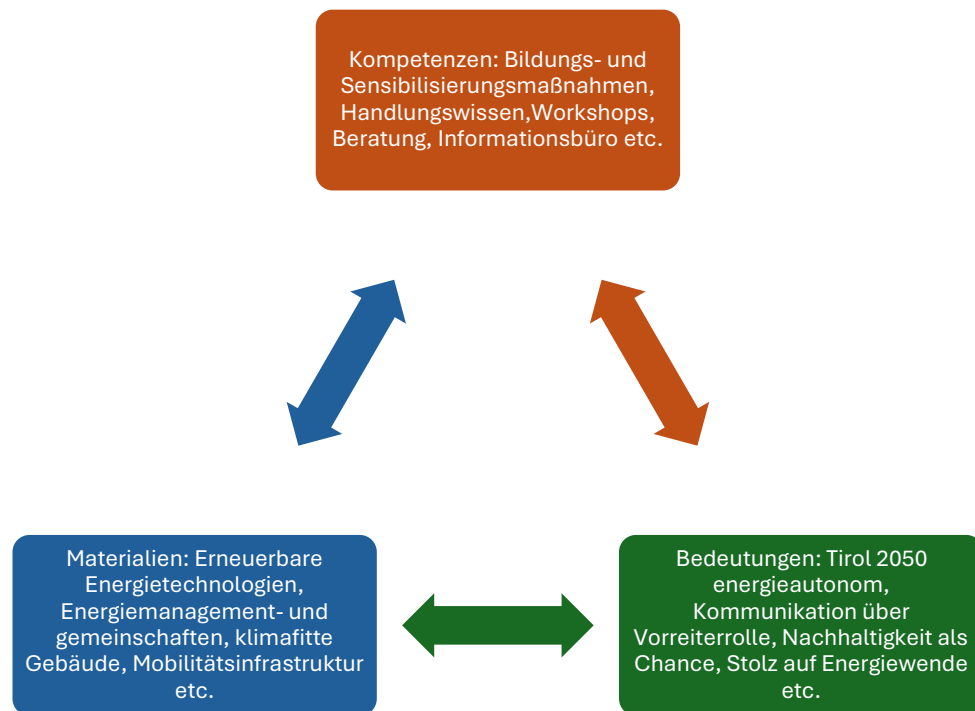 Kompetenzen: Bildungs- und
Sensibilisierungsmaßnahmen,
Handlungswissen,Workshops,
Beratung, Informationsbüro etc.
Materialien: Erneuerbare
Energietechnologien,
Energiemanagement- und
gemeinschaften, klimafitte
Gebäude, Mobilitätsinfrastruktur
etc.
Bedeutungen: Tirol 2050
energieautonom,
Kommunikation über
Vorreiterrolle, Nachhaltigkeit als
Chance, Stolz auf Energiewende
etc.